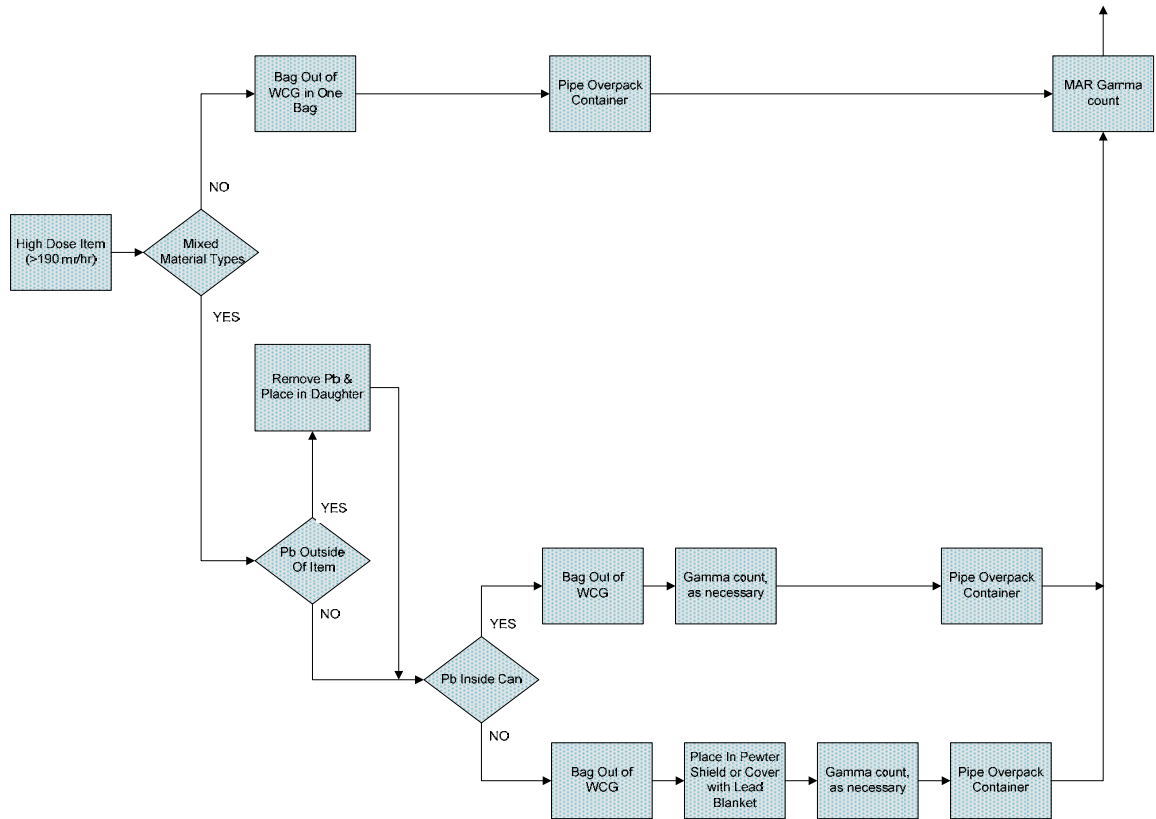 Bag Out of
WCG in One
Bag
Pipe Overpack
Container
MAR Gamma
count
NO
High Dose Item
(>190 mr/hr)
Mixed
Material Types
YES
Remove Pb &
Place in Daughter
YES
Pb Outside
Of Item
NO
Bag Out of
WCG
Gamma count,
as necessary
Pipe Overpack
Container
YES
Pb Inside Can
NO
Bag Out of
WCG
Place In Pewter
Shield or Cover
with Lead
Blanket
Gamma count,
as necessary
Pipe Overpack
Container